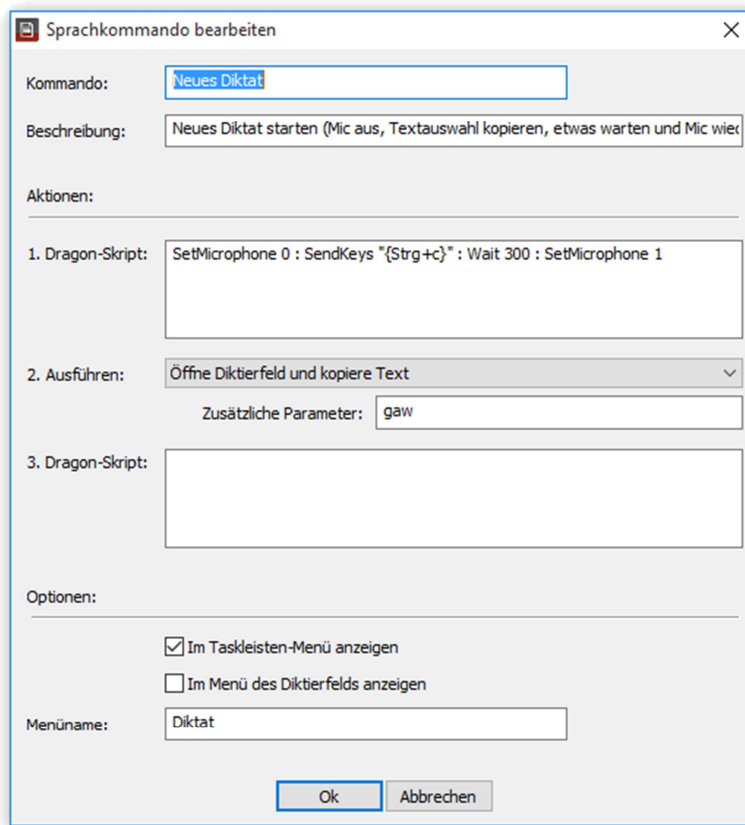 Sprachkommando bearbeiten
Kommando: Neues Diktat
Beschreibung: Neues Diktat starten (Mic aus, Textauswahl kopieren, etwas warten und Mic
Aktionen:
1. Dragon-Skript: SetMicrophone 0 : SendKeys "{Strg+c}" : Wait 300 : SetMicrophone 1
2. Ausführen: Öffne Diktierfeld und kopiere Text
Zusätzliche Parameter: gaw
3. Dragon-Skript:
Optionen:
Im Taskleisten-Menü anzeigen
Im Menü des Diktierfelds anzeigen
Menüname: Diktat
Ok Abbrechen